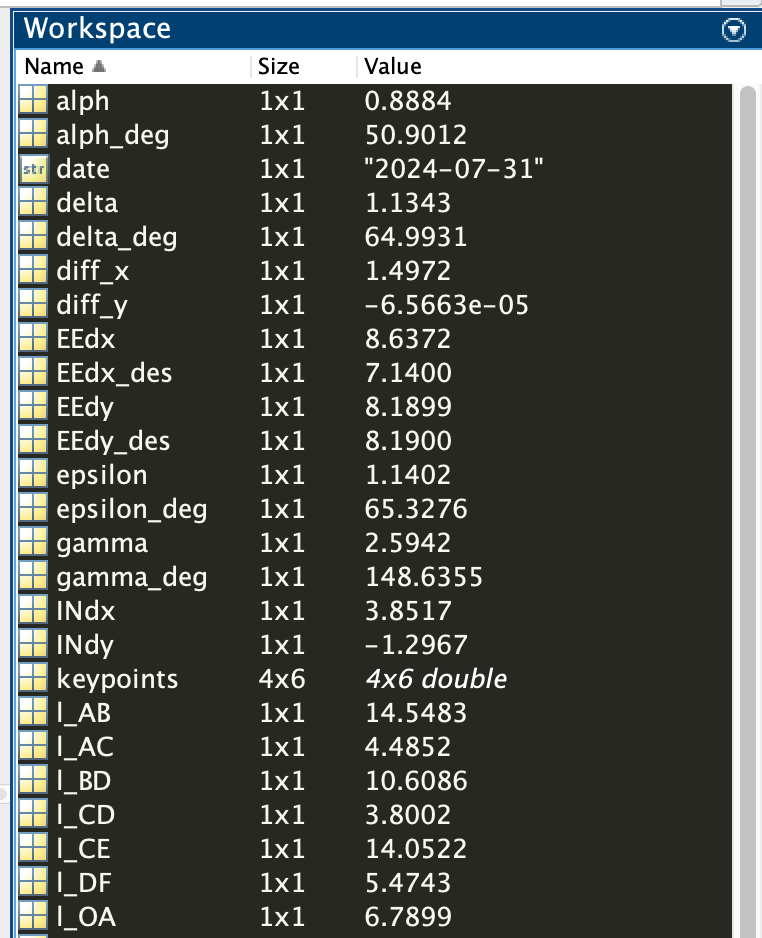 Workspace
Name Size Value
alph 1x1 0.8884
alph_deg 1x1 50.9012
str date 1x1 "2024-07-31"
delta 1x1 1.1343
delta_deg 1x1 64.9931
diff_x 1x1 1.4972
diff_y 1x1 -6.5663e-05
EEdx 1x1 8.6372
EEdx_des 1x1 7.1400
EEdy 1x1 8.1899
EEdy_des 1x1 8.1900
epsilon 1x1 1.1402
epsilon_deg 1x1 65.3276
gamma 1x1 2.5942
gamma_deg 1x1 148.6355
INdx 1x1 3.8517
INdy 1x1 -1.2967
keypoints 4x6 4x6 double
l_AB 1x1 14.5483
l_AC 1x1 4.4852
l_BD 1x1 10.6086
l_CD 1x1 3.8002
l_CE 1x1 14.0522
l_DF 1x1 5.4743
l_OA 1x1 6.7899